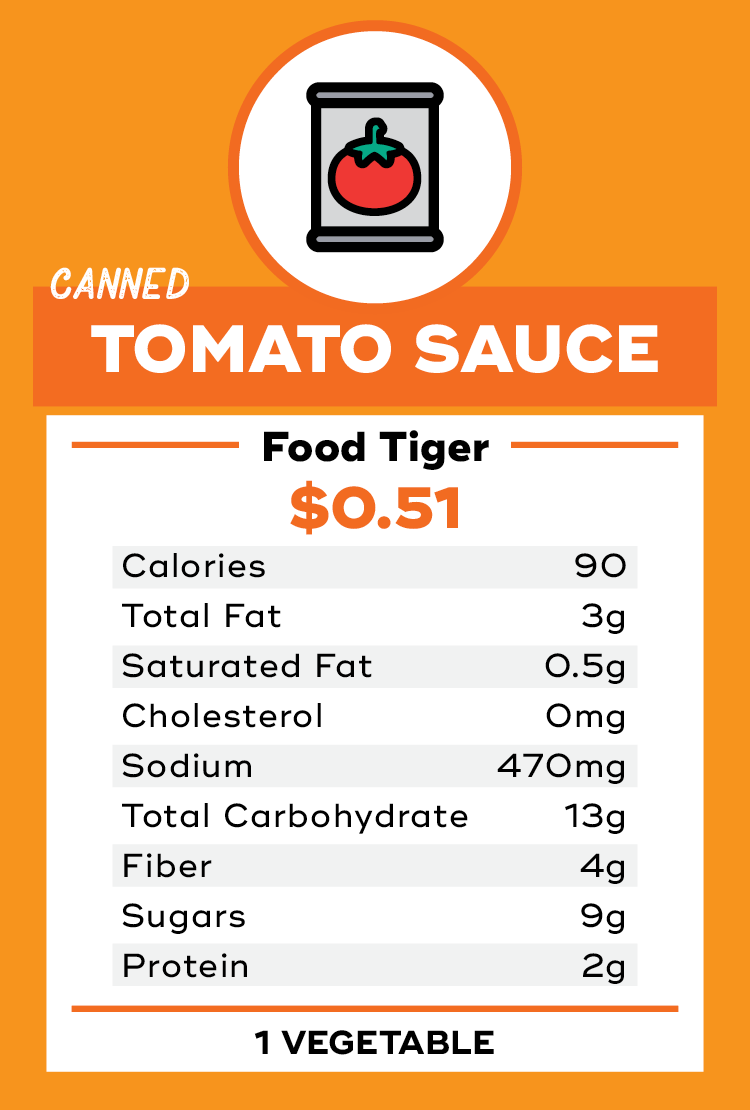 CANNED
TOMATO SAUCE
Food Tiger
$0.51
Calories 90
Total Fat 3g
Saturated Fat 0.5g
Cholesterol 0mg
Sodium 470mg
Total Carbohydrate 13g
Fiber 4g
Sugars 9g
Protein 2g
1 VEGETABLE